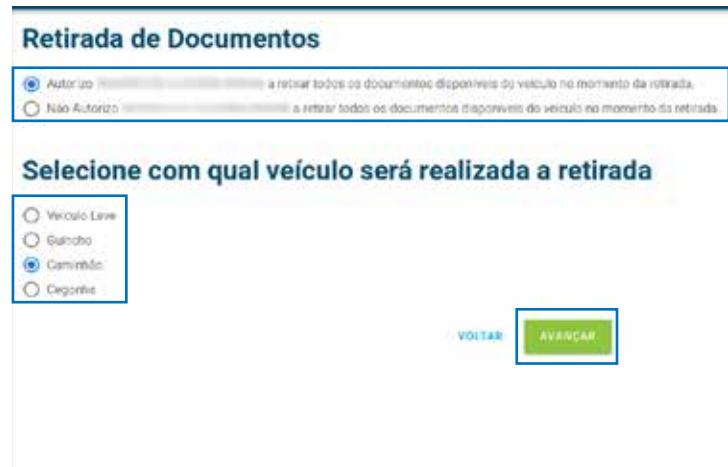 Retirada de Documentos
Autorizo a retirar todos os documentos disponíveis do veículo no momento da retirada.
Não Autorizo a retirar todos os documentos disponíveis do veículo no momento da retirada.
Selecione com qual veículo será realizada a retirada
Veículo Leve
Guincho
Caminhão
Cegonha
VOLTAR AVANÇAR